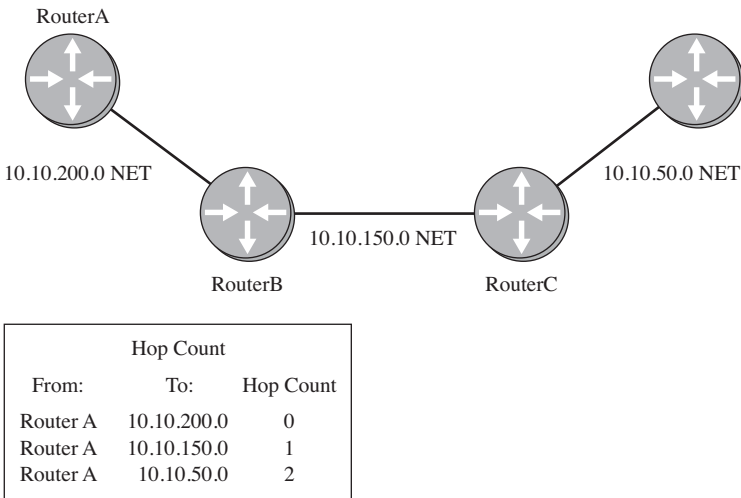 RouterA
10.10.200.0 NET
10.10.50.0 NET
10.10.150.0 NET
RouterB
RouterC
Hop Count
From: To: Hop Count
Router A 10.10.200.0 0
Router A 10.10.150.0 1
Router A 10.10.50.0 2